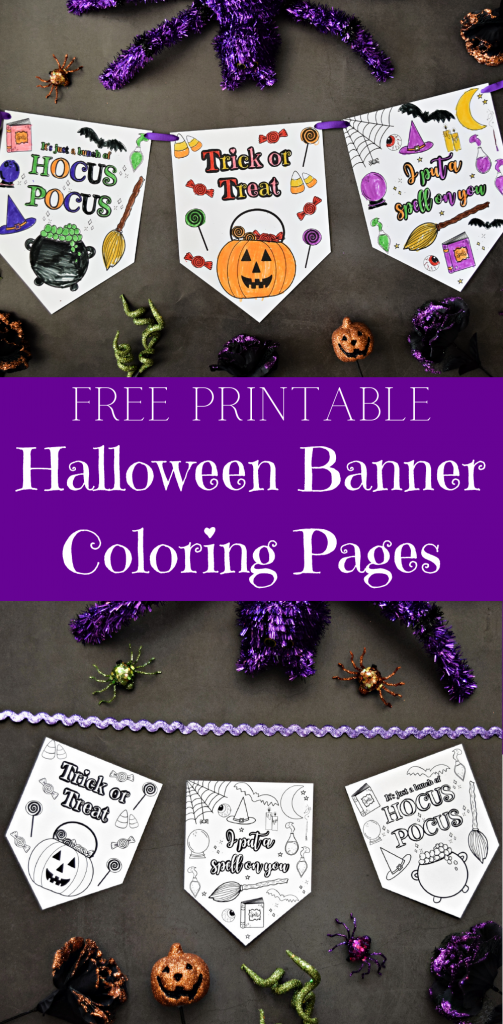 It's just a bunch of
HOCUS
POCUS
Trick or
Treat
I put a
spell on you
FREE PRINTABLE
Halloween Banner
Coloring Pages
Trick or
Treat
I put a
spell on you
It's just a bunch of
HOCUS
POCUS